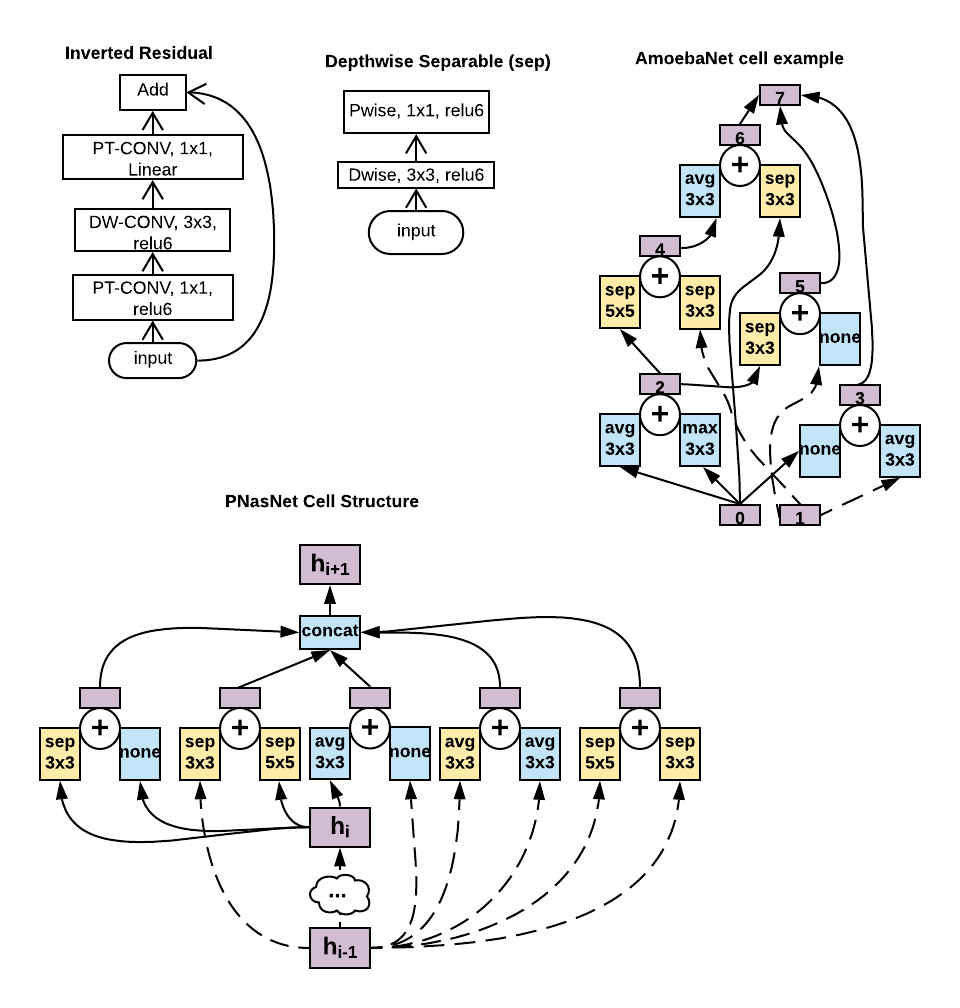 Inverted Residual
Add
PT-CONV, 1x1,
Linear
DW-CONV, 3x3,
relu6
PT-CONV, 1x1,
relu6
input
Depthwise Separable (sep)
Pwise, 1x1, relu6
Dwise, 3x3, relu6
input
AmoebaNet cell example
7
6
+
avg
3x3
sep
3x3
4
+
sep
5x5
sep
3x3
5
+
sep
3x3
none
2
+
avg
3x3
max
3x3
3
+
none
avg
3x3
0
1
PNasNet Cell Structure
hi+1
concat
+
sep
3x3
none
+
sep
3x3
sep
5x5
+
avg
3x3
none
+
avg
3x3
avg
3x3
+
sep
5x5
sep
3x3
hi
...
hi-1